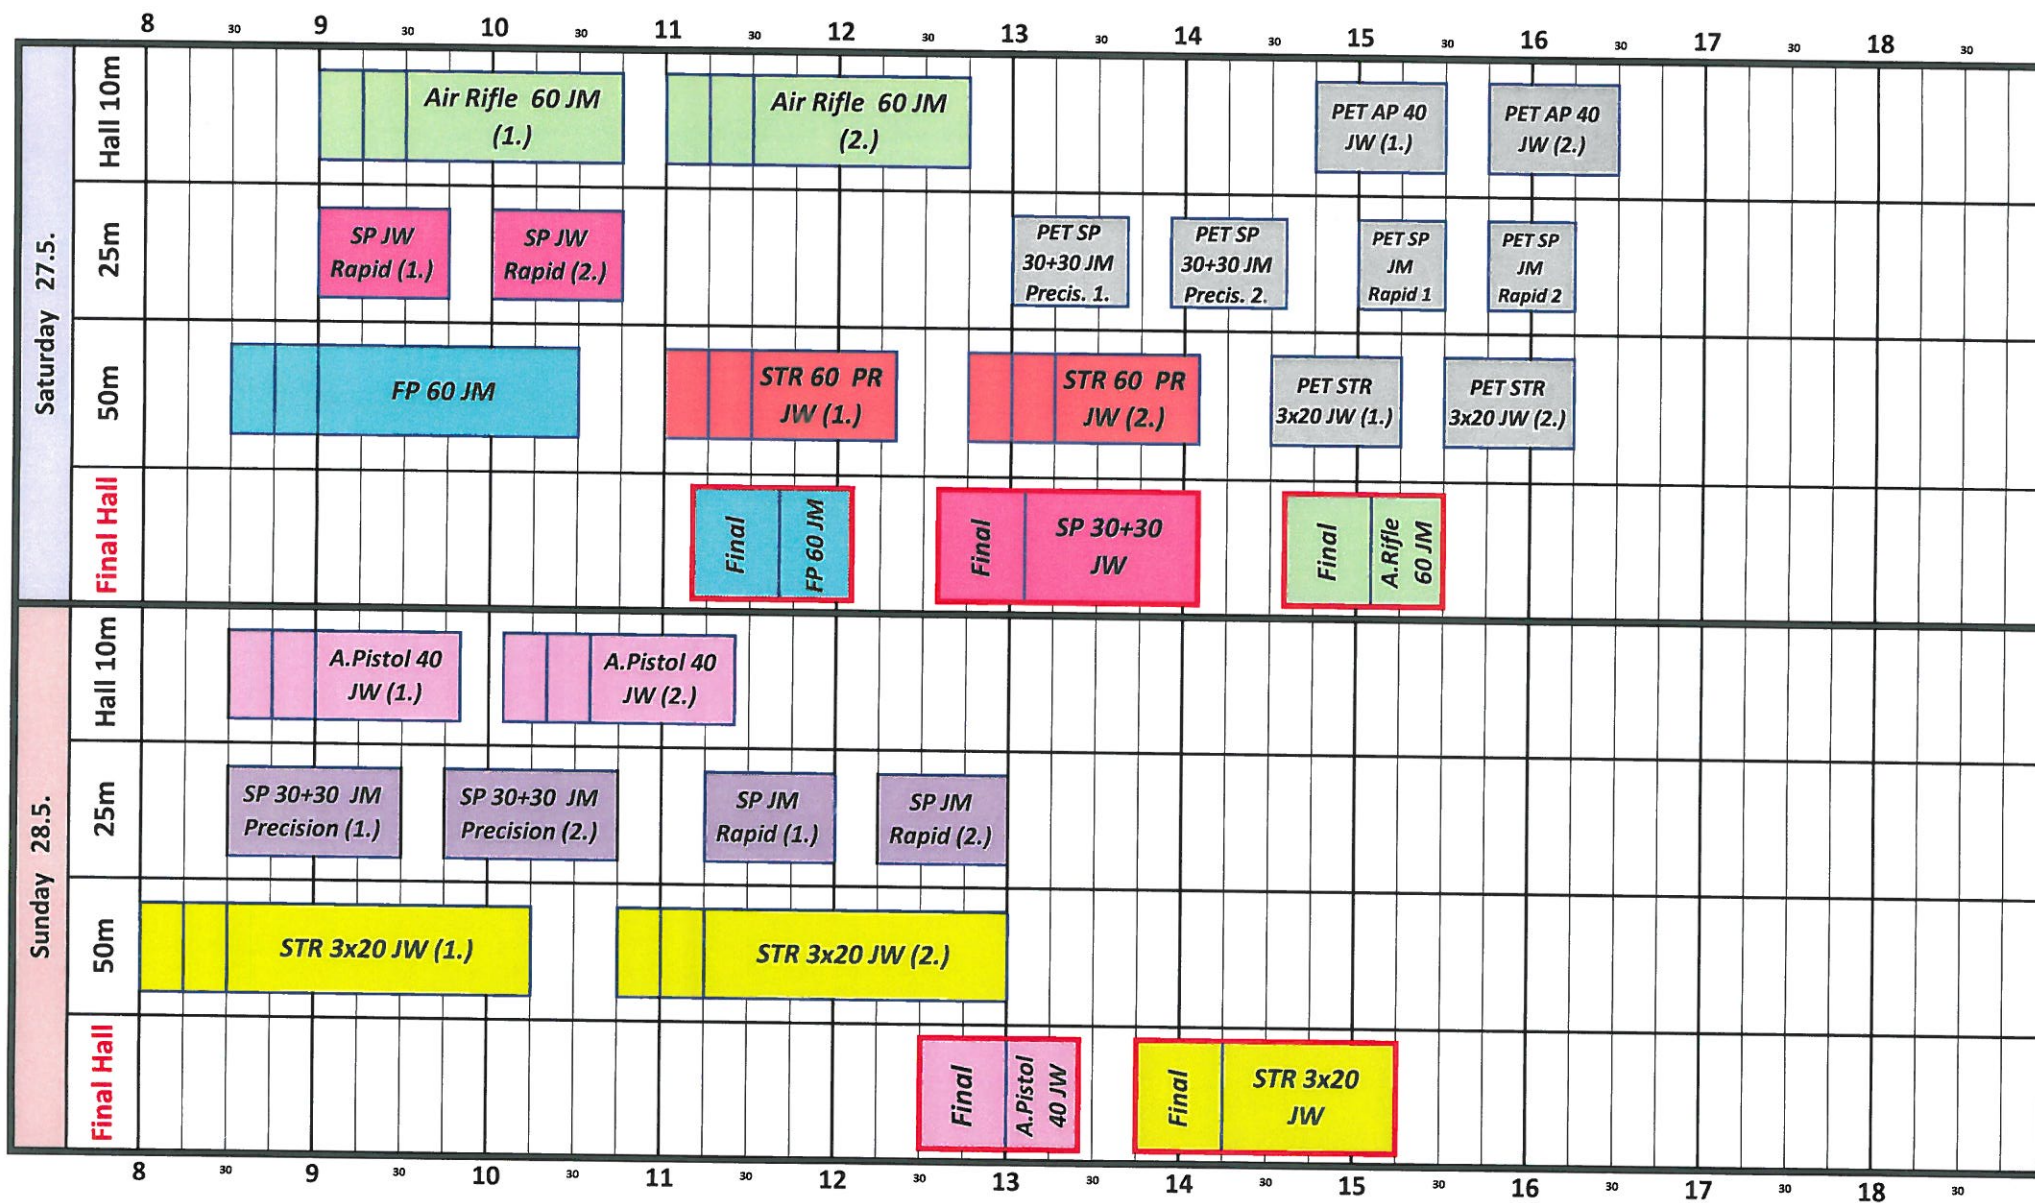 8 30 9 30 10 30 11 30 12 30 13 30 14 30 15 30 16 30 17 30 18 30
Saturday 27.5.
Hall 10m
Air Rifle 60 JM
(1.)
Air Rifle 60 JM
(2.)
PET AP 40
JW (1.)
PET AP 40
JW (2.)
25m
SP JW
Rapid (1.)
SP JW
Rapid (2.)
PET SP
30+30 JM
Precis. 1.
PET SP
30+30 JM
Precis. 2.
PET SP
JM
Rapid 1
PET SP
JM
Rapid 2
50m
FP 60 JM
STR 60 PR
JW (1.)
STR 60 PR
JW (2.)
PET STR
3x20 JW (1.)
PET STR
3x20 JW (2.)
Final Hall
Final
FP 60 JM
Final
SP 30+30
JW
Final
A.Rifle
60 JM
Sunday 28.5.
Hall 10m
A.Pistol 40
JW (1.)
A.Pistol 40
JW (2.)
25m
SP 30+30 JM
Precision (1.)
SP 30+30 JM
Precision (2.)
SP JM
Rapid (1.)
SP JM
Rapid (2.)
50m
STR 3x20 JW (1.)
STR 3x20 JW (2.)
Final Hall
Final
A.Pistol
40 JW
Final
STR 3x20
JW
8 30 9 30 10 30 11 30 12 30 13 30 14 30 15 30 16 30 17 30 18 30